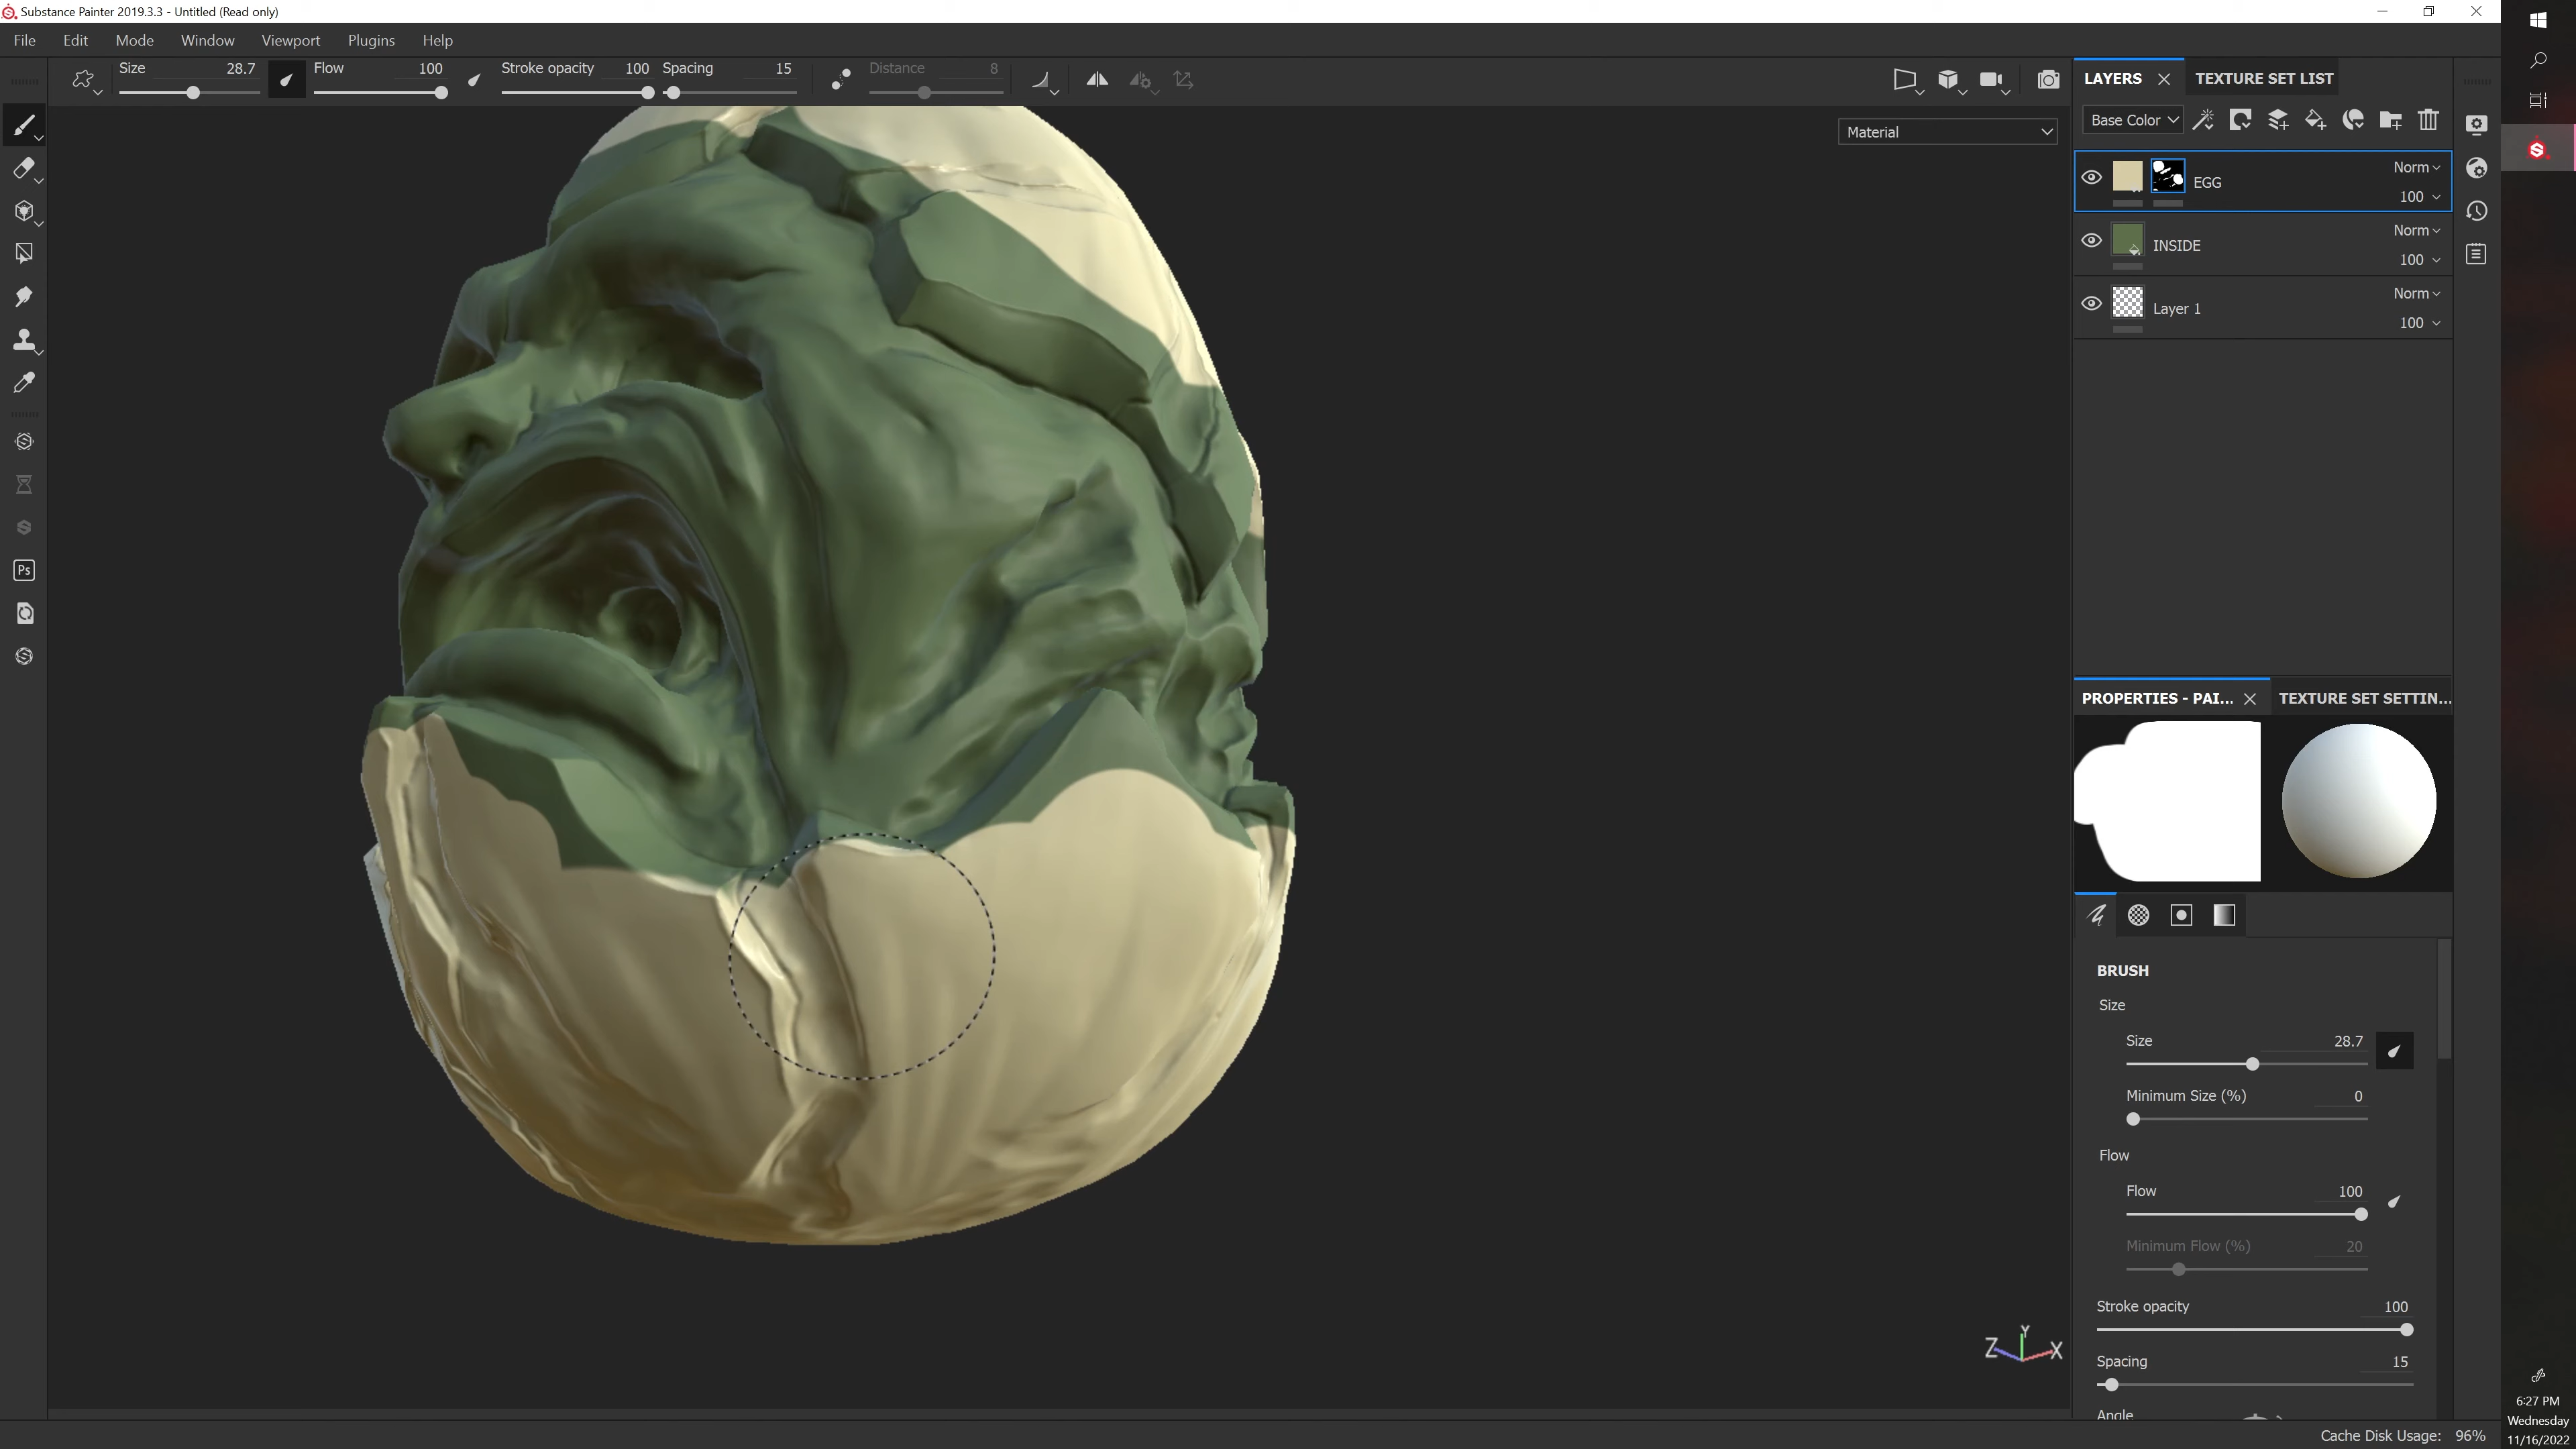 Substance Painter 2019.3.3 - Untitled (Read only)
File Edit Mode Window Viewport Plugins Help
Size 28.7 Flow 100 Stroke opacity 100 Spacing 15 Distance 8
LAYERS TEXTURE SET LIST
Base Color
Material
Norm
EGG
100
Norm
INSIDE
100
Norm
Layer 1
100
Ps
PROPERTIES - PAI... TEXTURE SET SETTIN...
BRUSH
Size
Size 28.7
Minimum Size (%) 0
Flow
Flow 100
Minimum Flow (%) 20
Stroke opacity 100
Spacing 15
Angle
Y
Z X
Cache Disk Usage: 96%
6:27 PM
Wednesday
11/16/2022